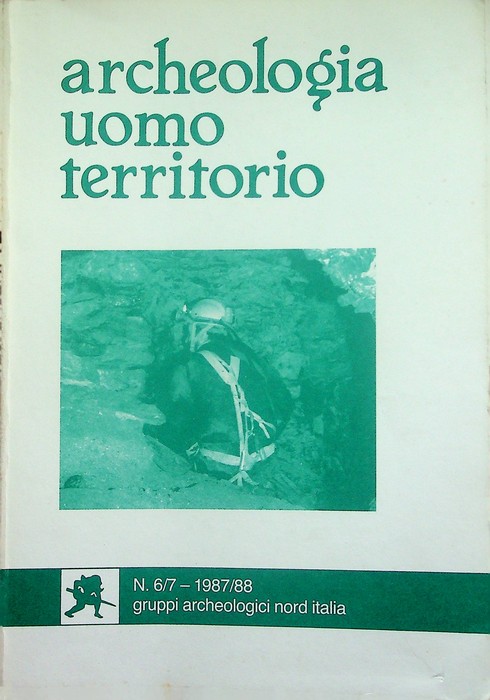 archeologia
uomo
territorio
N. 6/7 – 1987/88
gruppi archeologici nord italia